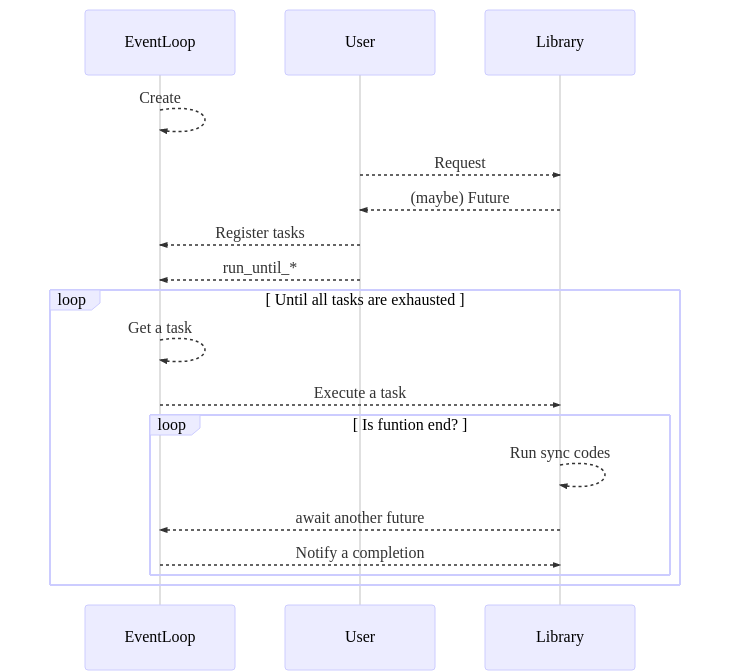 EventLoop
User
Library
Create
Request
(maybe) Future
Register tasks
run_until_*
loop
[ Until all tasks are exhausted ]
Get a task
Execute a task
loop
[ Is funtion end? ]
Run sync codes
await another future
Notify a completion
EventLoop
User
Library